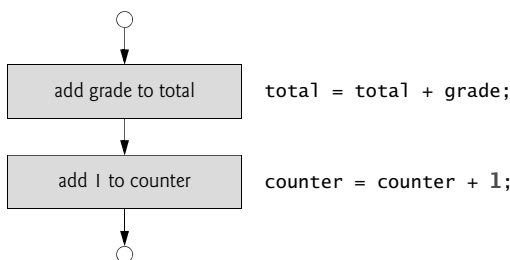 add grade to total
total = total + grade;
add 1 to counter
counter = counter + 1;